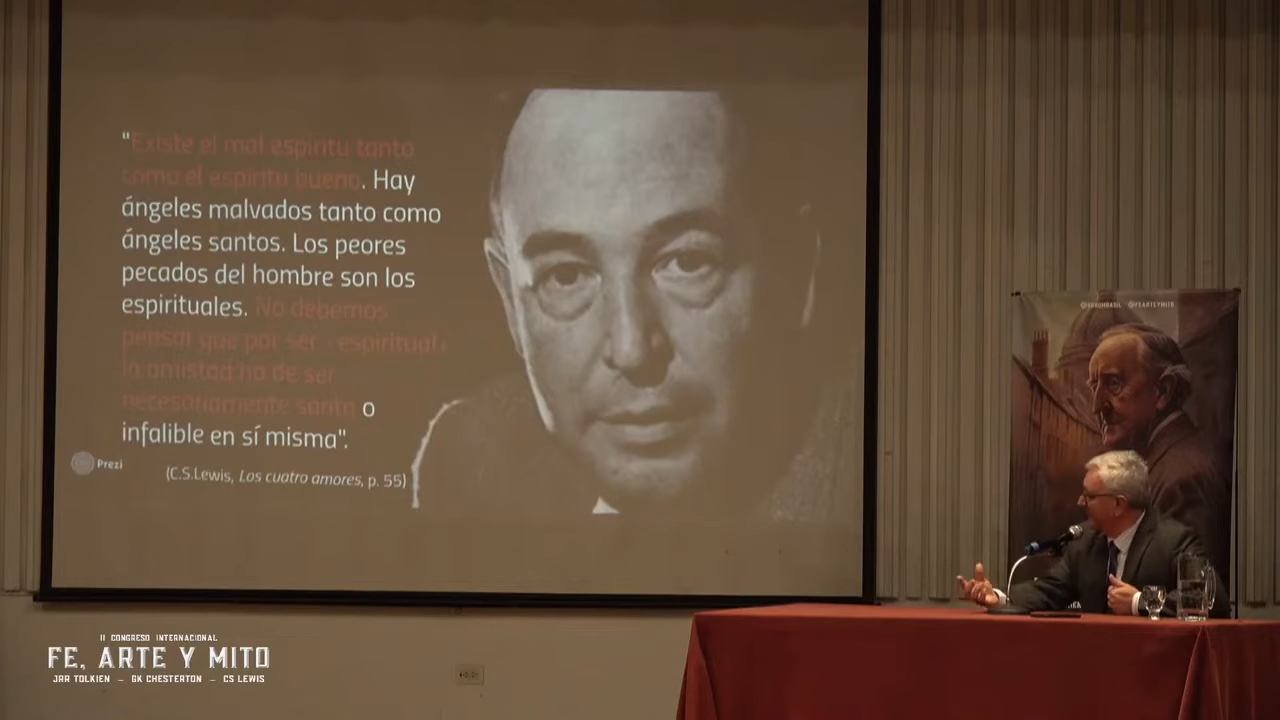 "Existe el mal espíritu tanto
como el espíritu bueno. Hay
ángeles malvados tanto como
ángeles santos. Los peores
pecados del hombre son los
espirituales. No debemos
pensar que por ser «espiritual»
la amistad ha de ser
necesariamente santa o
infalible en sí misma".
Prezi
(C.S.Lewis, Los cuatro amores, p. 55)
@FEARTEYMITO
II CONGRESO INTERNACIONAL
FE, ARTE Y MITO
JRR TOLKIEN – GK CHESTERTON – CS LEWIS